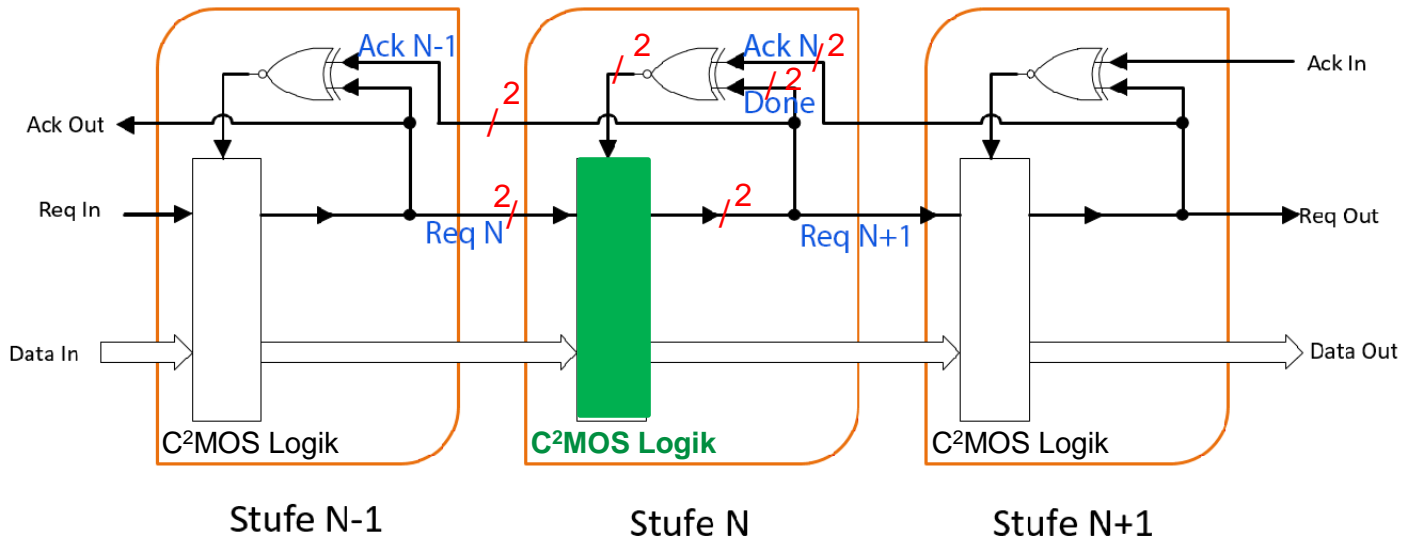 Ack N-1
2
Ack N
2
Ack In
2
Done
2
Ack Out
Req In
2
Req N
2
Req N+1
Req Out
Data In
Data Out
C²MOS Logik
C²MOS Logik
C²MOS Logik
Stufe N-1
Stufe N
Stufe N+1